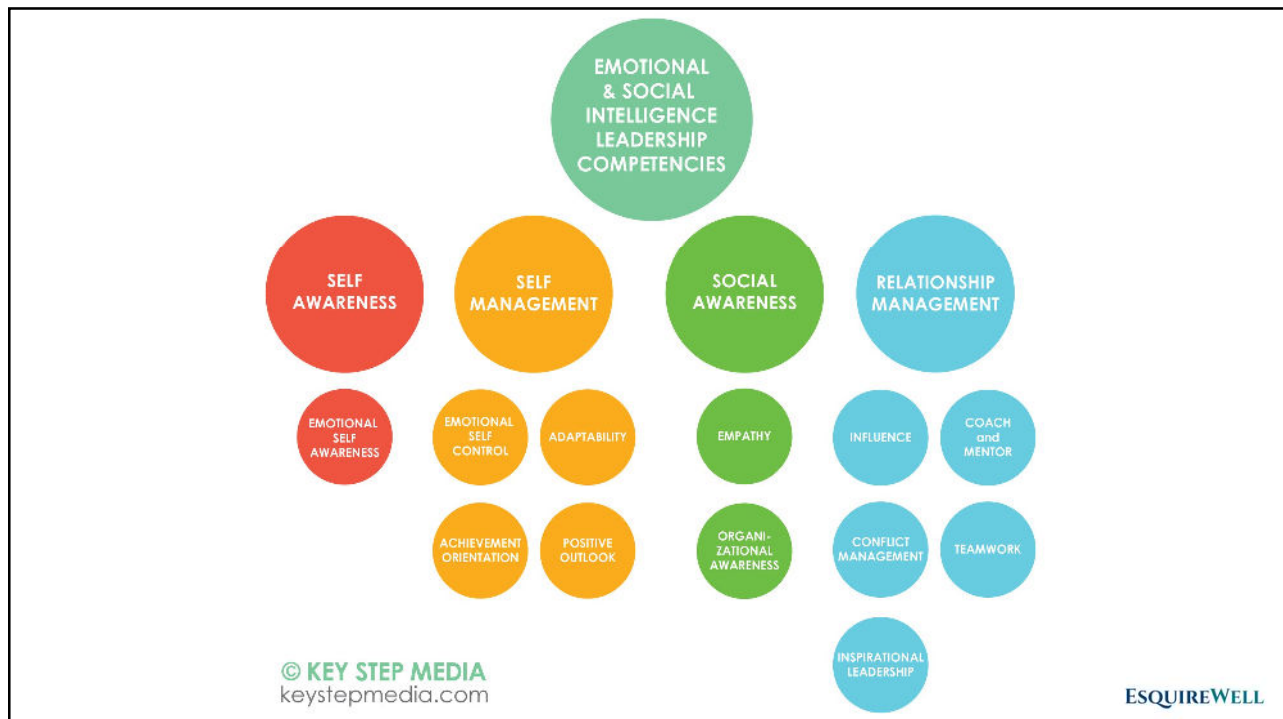 EMOTIONAL
& SOCIAL
INTELLIGENCE
LEADERSHIP
COMPETENCIES
SELF
AWARENESS
SELF
MANAGEMENT
SOCIAL
AWARENESS
RELATIONSHIP
MANAGEMENT
EMOTIONAL
SELF
AWARENESS
EMOTIONAL
SELF
CONTROL
ADAPTABILITY
EMPATHY
INFLUENCE
COACH
and
MENTOR
ACHIEVEMENT
ORIENTATION
POSITIVE
OUTLOOK
ORGANI-
ZATIONAL
AWARENESS
CONFLICT
MANAGEMENT
TEAMWORK
INSPIRATIONAL
LEADERSHIP
© KEY STEP MEDIA
keystepmedia.com
ESQUIREWELL